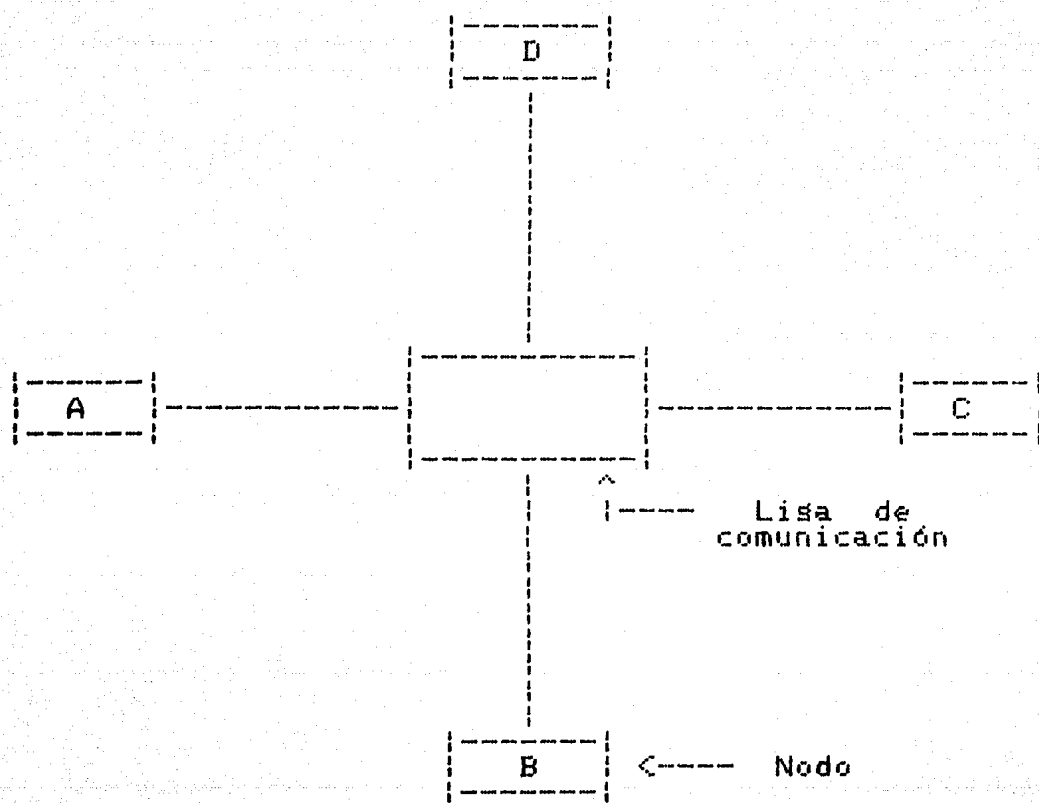 D
A
C
Lisa de
comunicación
B
<---- Nodo